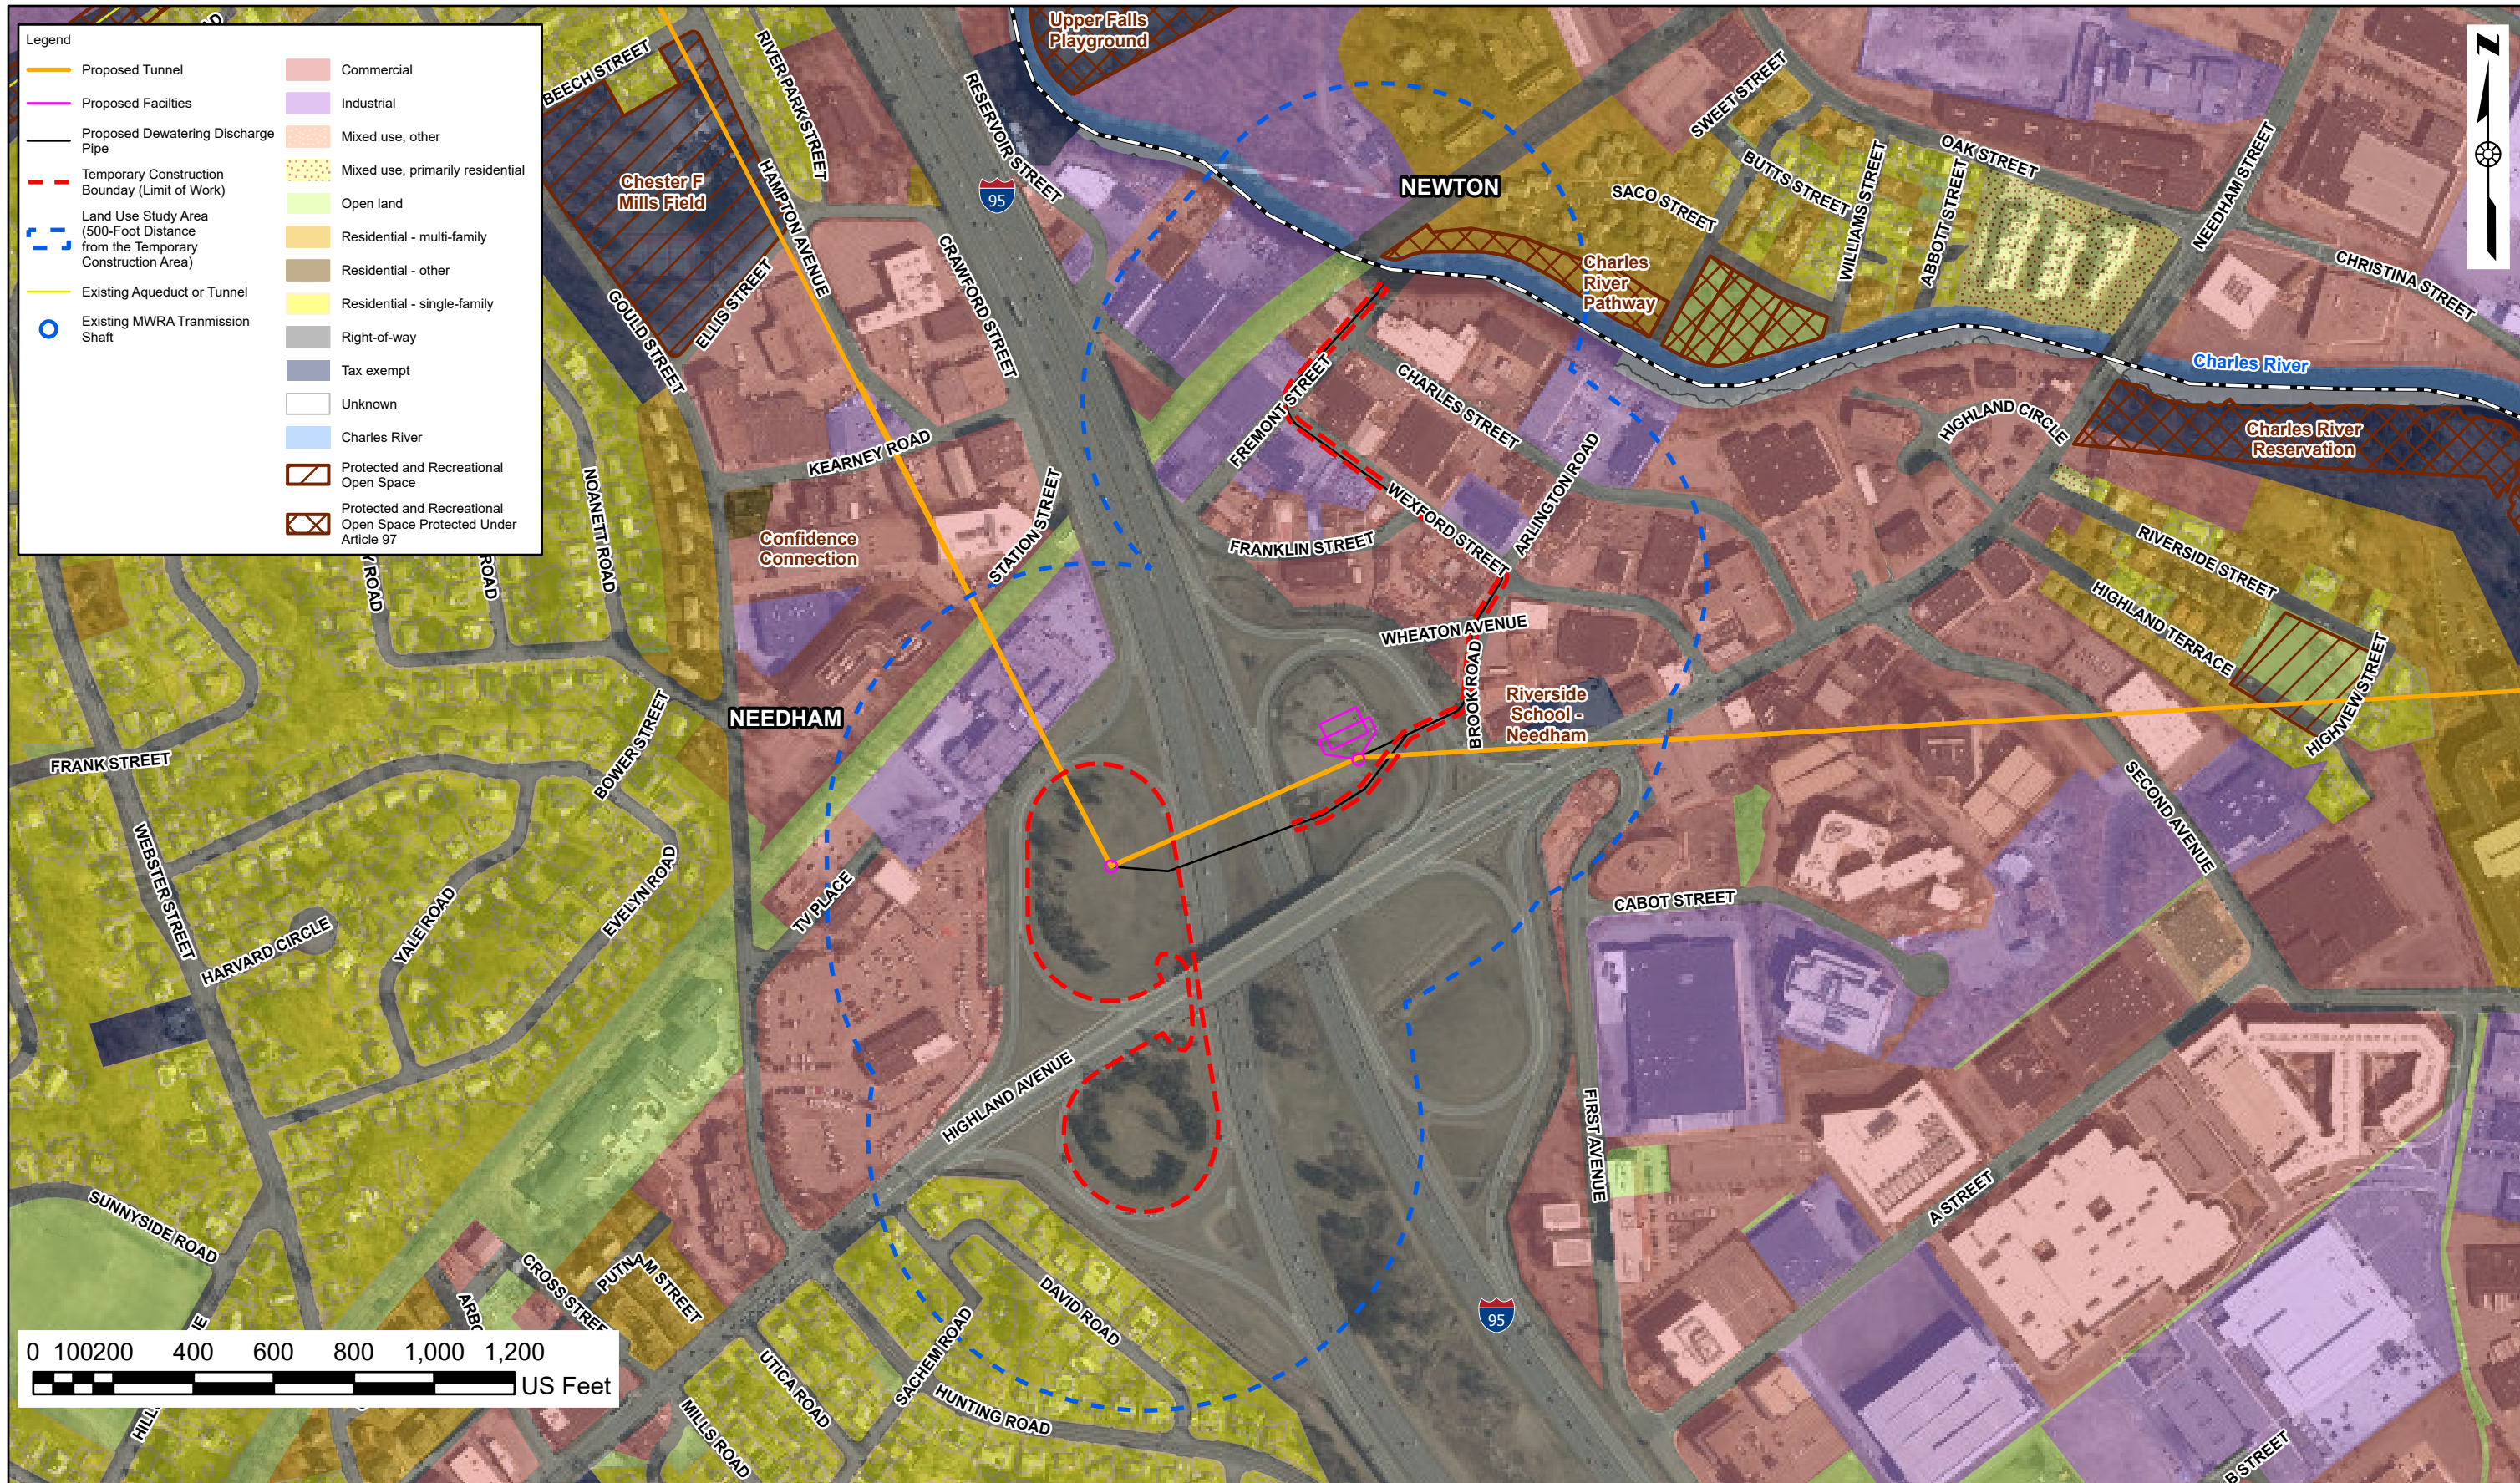 Legend
Proposed Tunnel
Proposed Facilties
Proposed Dewatering Discharge
Pipe
Temporary Construction
Bounday (Limit of Work)
Land Use Study Area
(500-Foot Distance
from the Temporary
Construction Area)
Existing Aqueduct or Tunnel
Existing MWRA Tranmission
Shaft
Commercial
Industrial
Mixed use, other
Mixed use, primarily residential
Open land
Residential - multi-family
Residential - other
Residential - single-family
Right-of-way
Tax exempt
Unknown
Charles River
Protected and Recreational
Open Space
Protected and Recreational
Open Space Protected Under
Article 97
Upper Falls
Playground
N
BEECH STREET
RIVER PARK STREET
RESERVOIR STREET
95
SWEET STREET
OAK STREET
BUTTS STREET
WILLIAMS STREET
ABBOTT STREET
NEEDHAM STREET
Chester F
Mills Field
HAMPTON AVENUE
NEWTON
SACO STREET
CHRISTINA STREET
Charles
River
Pathway
CRAWFORD STREET
GOULD STREET
ELLIS STREET
Charles River
FREMONT STREET
CHARLES STREET
HIGHLAND CIRCLE
Charles River
Reservation
KEARNEY ROAD
NOANETT ROAD
STATION STREET
ARLINGTON ROAD
WEXFORD STREET
FRANKLIN STREET
Confidence
Connection
RIVERSIDE STREET
HIGHLAND TERRACE
HIGHVIEW STREET
Y ROAD
ROAD
WHEATON AVENUE
BROOK ROAD
Riverside
School -
Needham
NEEDHAM
FRANK STREET
BOWER STREET
SECOND AVENUE
WEBSTER STREET
HARVARD CIRCLE
YALE ROAD
EVELYN ROAD
TV PLACE
CABOT STREET
HIGHLAND AVENUE
FIRST AVENUE
A STREET
SUNNYSIDE ROAD
CROSS STREE
PUTNAM STREET
ARBO
DAVID ROAD
SACHEM ROAD
UTICA ROAD
HUNTING ROAD
MILLS ROAD
HILL
IE
95
B STREET
0 100 200 400 600 800 1,000 1,200
US Feet